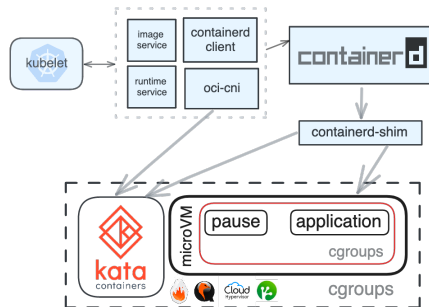 kubelet
image
service
containerd
client
runtime
service
oci-cni
container d
containerd-shim
kata
containers
microVM
pause
application
cgroups
Cloud
Hypervisor
cgroups